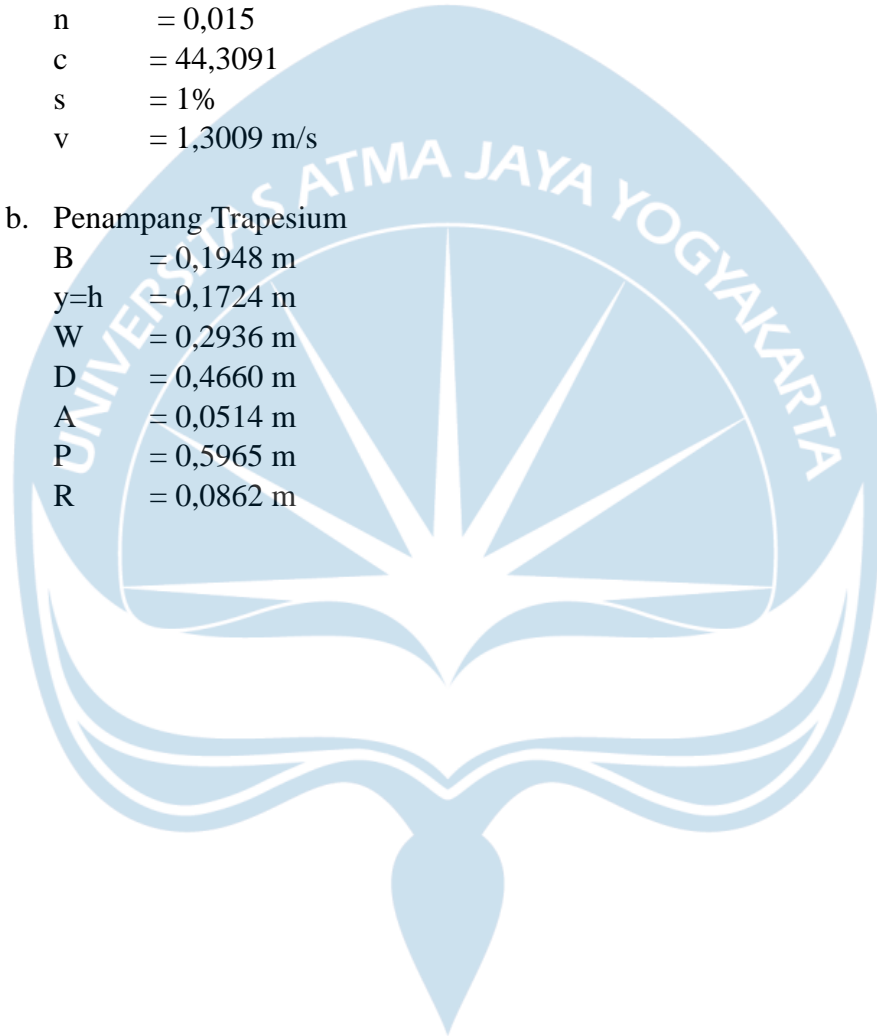 n = 0,015
c = 44,3091
s = 1%
v = 1,3009 m/s
UNIVERSITAS ATMA JAYA YOGYAKARTA
b. Penampang Trapesium
B = 0,1948 m
y=h = 0,1724 m
W = 0,2936 m
D = 0,4660 m
A = 0,0514 m
P = 0,5965 m
R = 0,0862 m